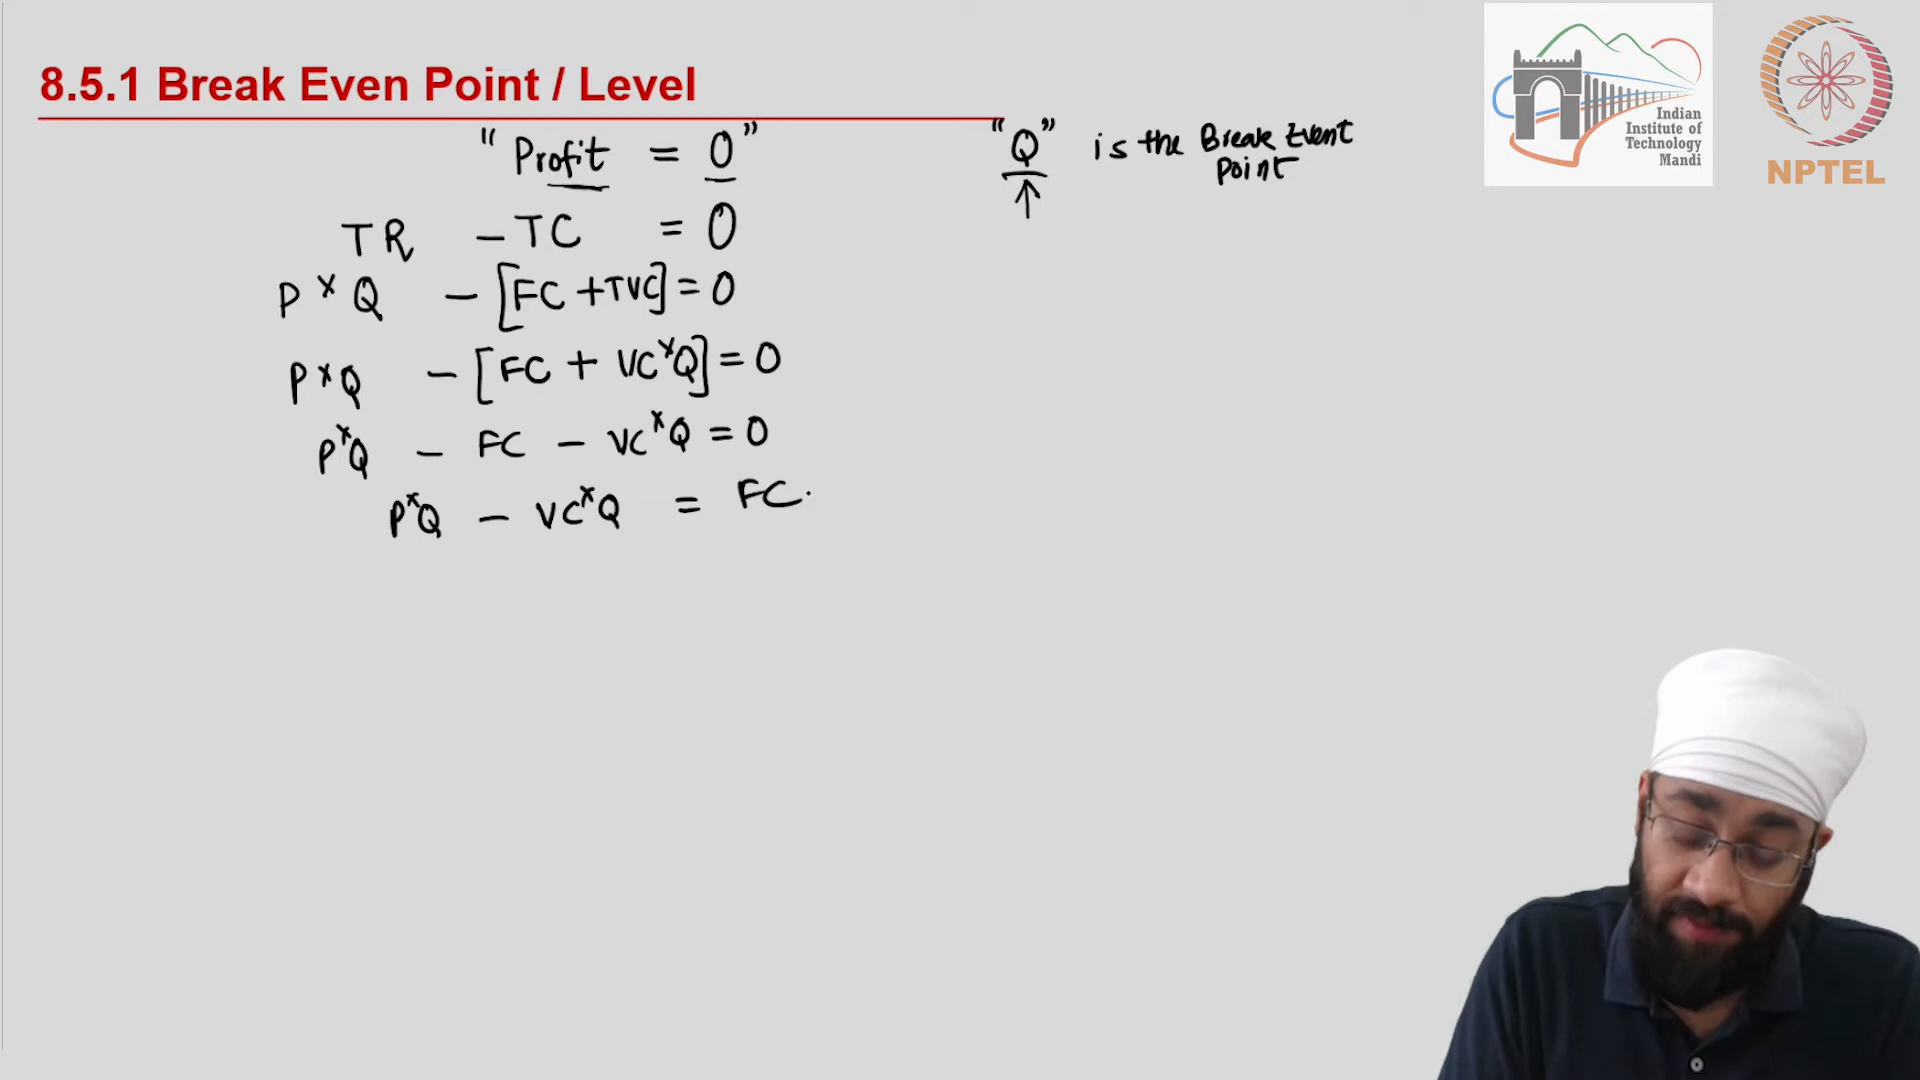 8.5.1 Break Even Point / Level
"Profit = 0"
TR - TC = 0
P × Q - [FC + TVC] = 0
P × Q - [FC + VC × Q] = 0
P × Q - FC - VC × Q = 0
P × Q - VC × Q = FC.
"Q" is the Break Event
Point
Indian
Institute of
Technology
Mandi
NPTEL